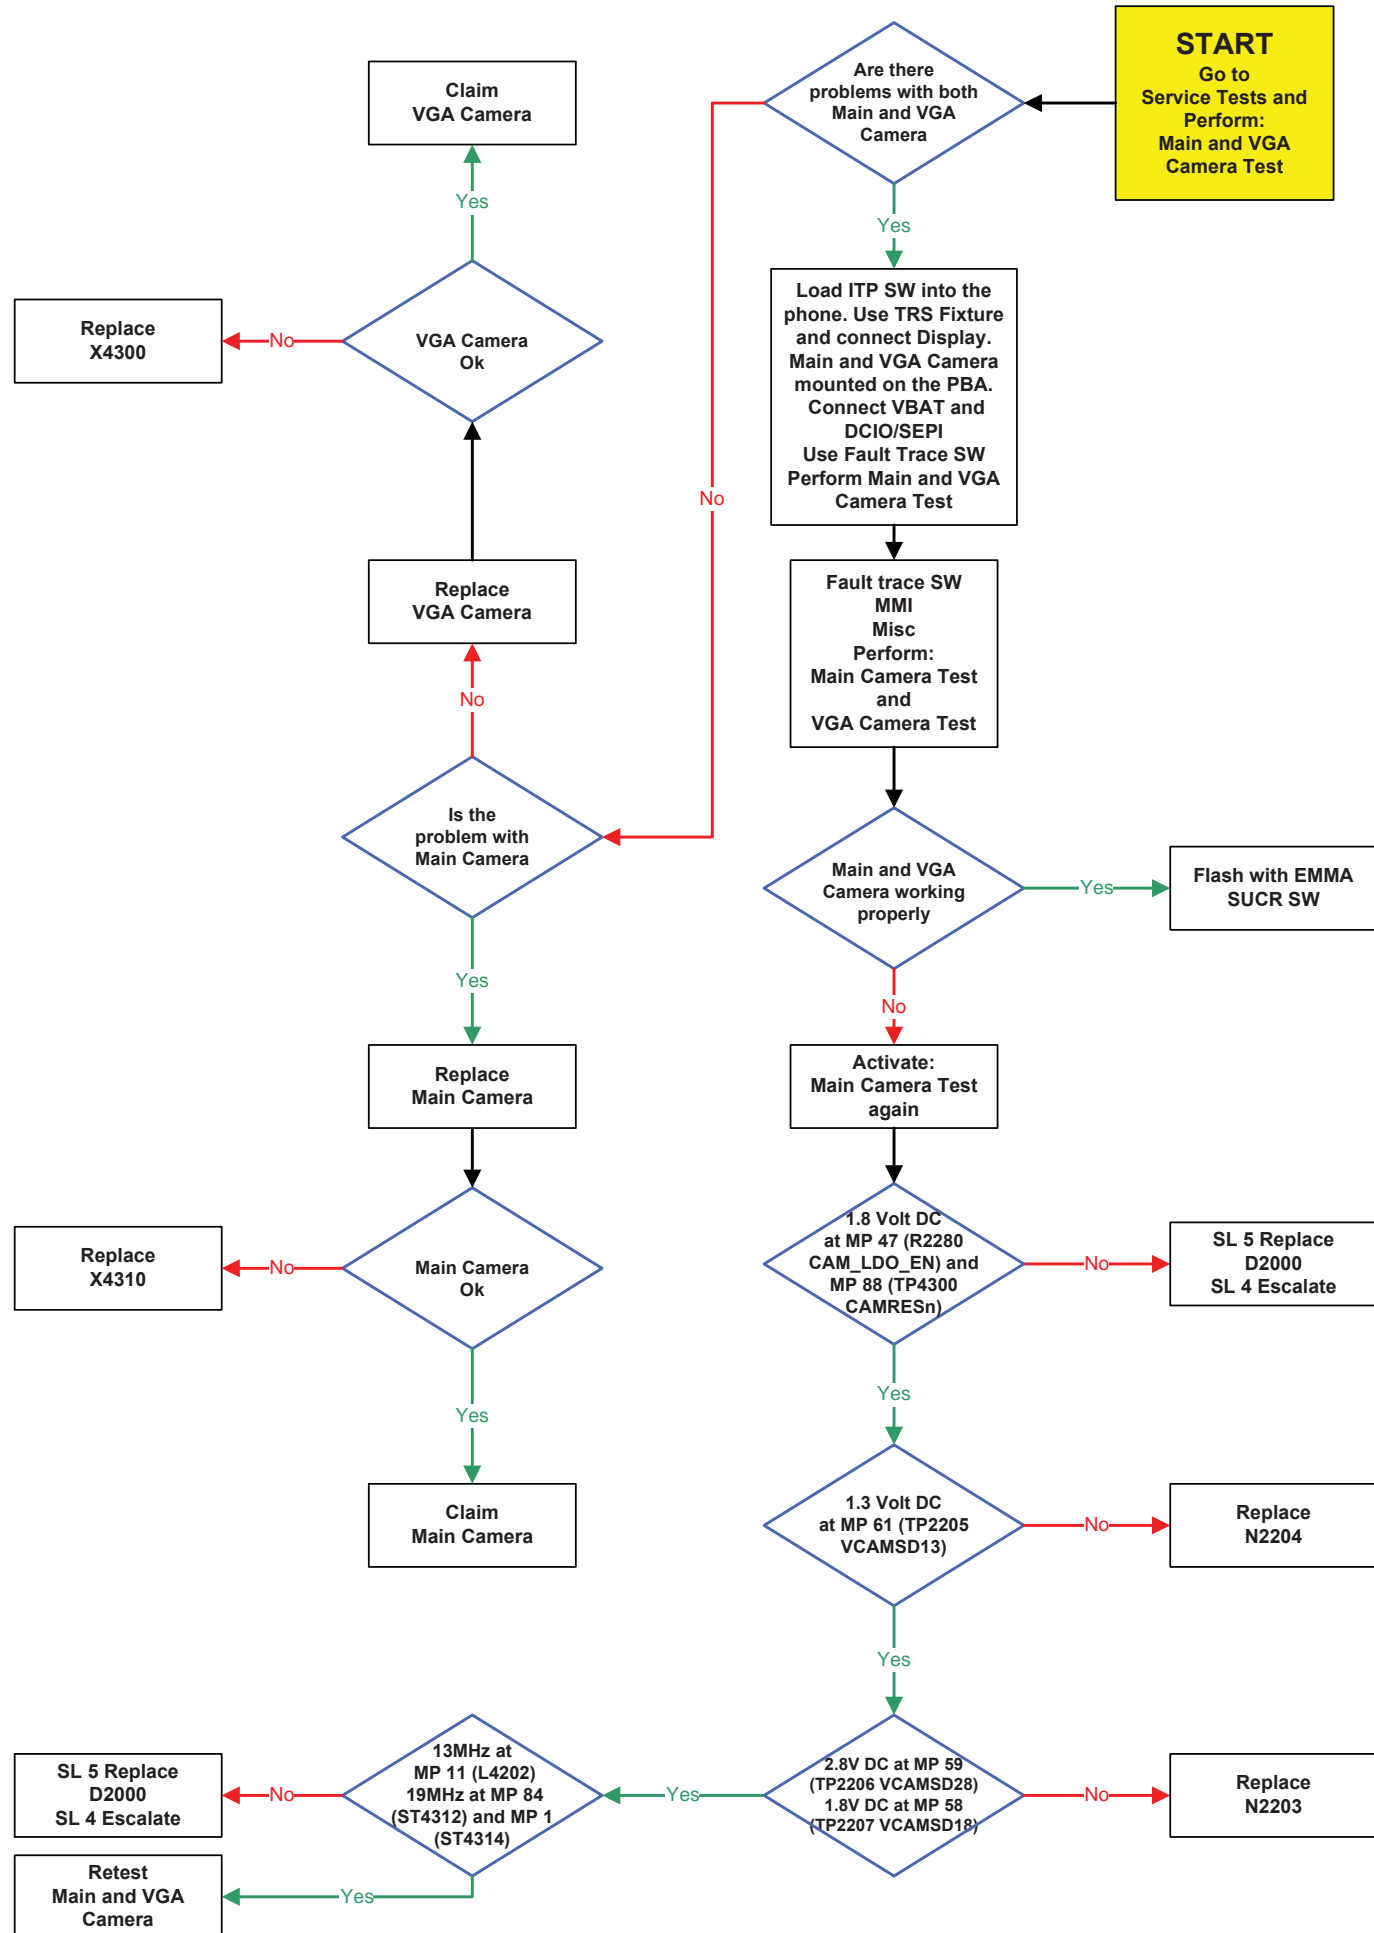 START
Go to
Service Tests and
Perform:
Main and VGA
Camera Test
Are there
problems with both
Main and VGA
Camera
No
Yes
Load ITP SW into the
phone. Use TRS Fixture
and connect Display.
Main and VGA Camera
mounted on the PBA.
Connect VBAT and
DCIO/SEPI
Use Fault Trace SW
Perform Main and VGA
Camera Test
Fault trace SW
MMI
Misc
Perform:
Main Camera Test
and
VGA Camera Test
Main and VGA
Camera working
properly
Yes
Flash with EMMA
SUCR SW
No
Activate:
Main Camera Test
again
1.8 Volt DC
at MP 47 (R2280
CAM_LDO_EN) and
MP 88 (TP4300
CAMRESn)
No
SL 5 Replace
D2000
SL 4 Escalate
Yes
1.3 Volt DC
at MP 61 (TP2205
VCAMSD13)
No
Replace
N2204
Yes
2.8V DC at MP 59
(TP2206 VCAMSD28)
1.8V DC at MP 58
(TP2207 VCAMSD18)
No
Replace
N2203
Yes
13MHz at
MP 11 (L4202)
19MHz at MP 84
(ST4312) and MP 1
(ST4314)
No
SL 5 Replace
D2000
SL 4 Escalate
Yes
Retest
Main and VGA
Camera
Is the
problem with
Main Camera
No
Replace
VGA Camera
VGA Camera
Ok
No
Replace
X4300
Yes
Claim
VGA Camera
Yes
Replace
Main Camera
Main Camera
Ok
No
Replace
X4310
Yes
Claim
Main Camera